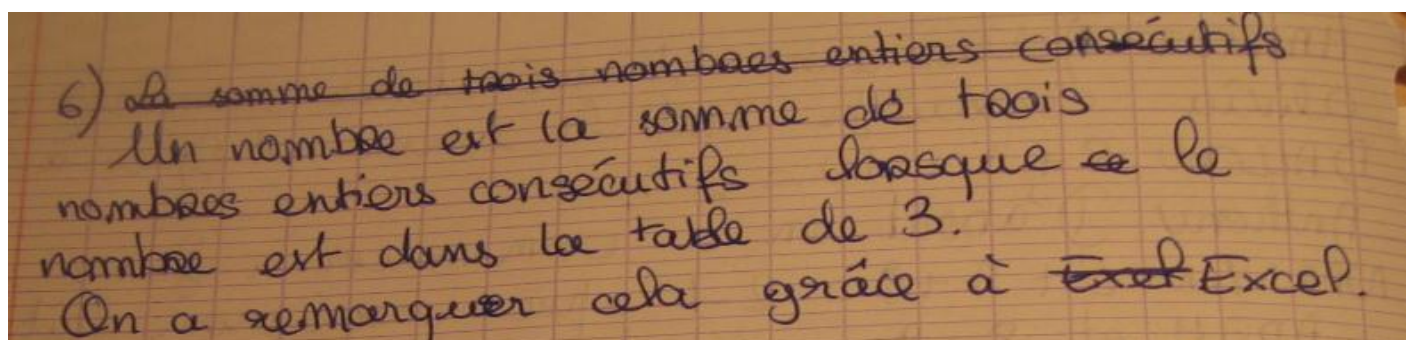 6) La somme de trois nombres entiers consécutifs
Un nombre est la somme de trois
nombres entiers consécutifs lorsque ce le
nombre est dans la table de 3.
On a remarquer cela grâce à Exel Excel.